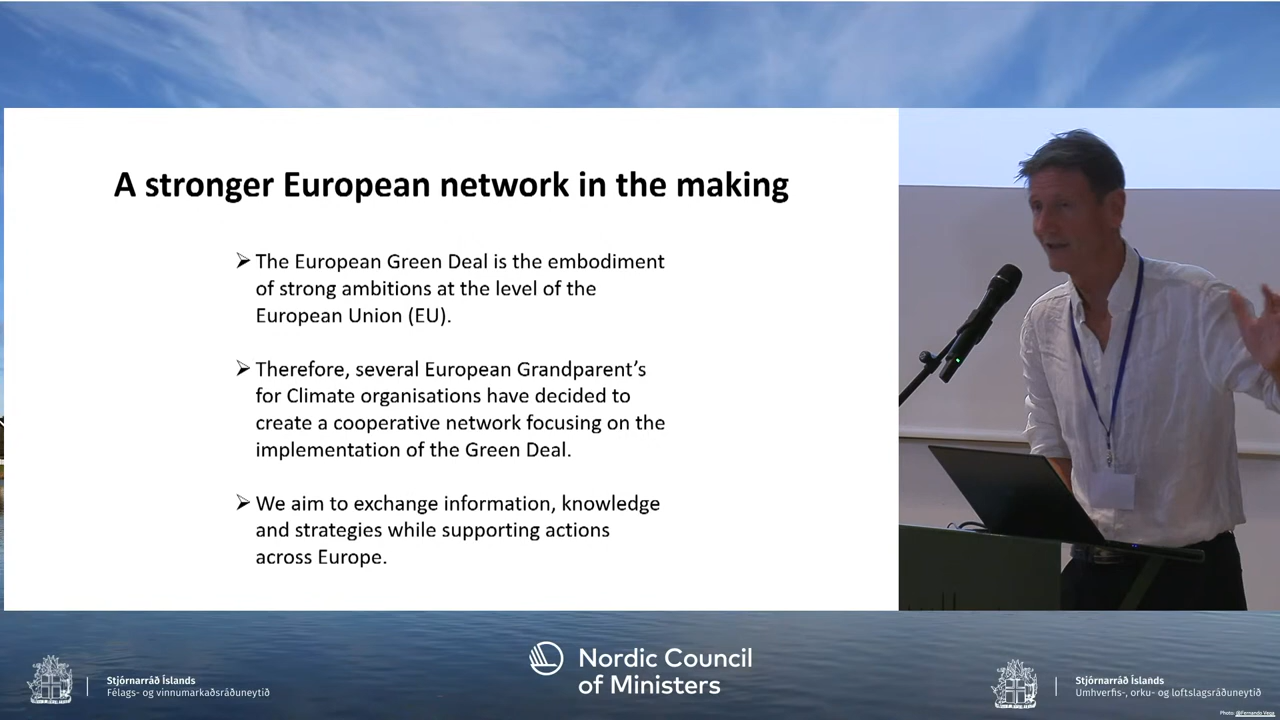 A stronger European network in the making
➢ The European Green Deal is the embodiment
of strong ambitions at the level of the
European Union (EU).
➢ Therefore, several European Grandparent’s
for Climate organisations have decided to
create a cooperative network focusing on the
implementation of the Green Deal.
➢ We aim to exchange information, knowledge
and strategies while supporting actions
across Europe.
Stjórnarráð Íslands
Félags- og vinnumarkaðsráðuneytið
Nordic Council
of Ministers
Stjórnarráð Íslands
Umhverfis-, orku- og loftslagsráðuneytið
Photo: @Fernando Vega